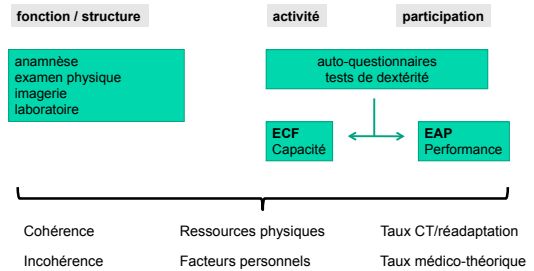 fonction / structure
activité
participation
anamnèse
examen physique
imagerie
laboratoire
auto-questionnaires
tests de dextérité
ECF
Capacité
EAP
Performance
Cohérence
Ressources physiques
Taux CT/réadaptation
Incohérence
Facteurs personnels
Taux médico-théorique